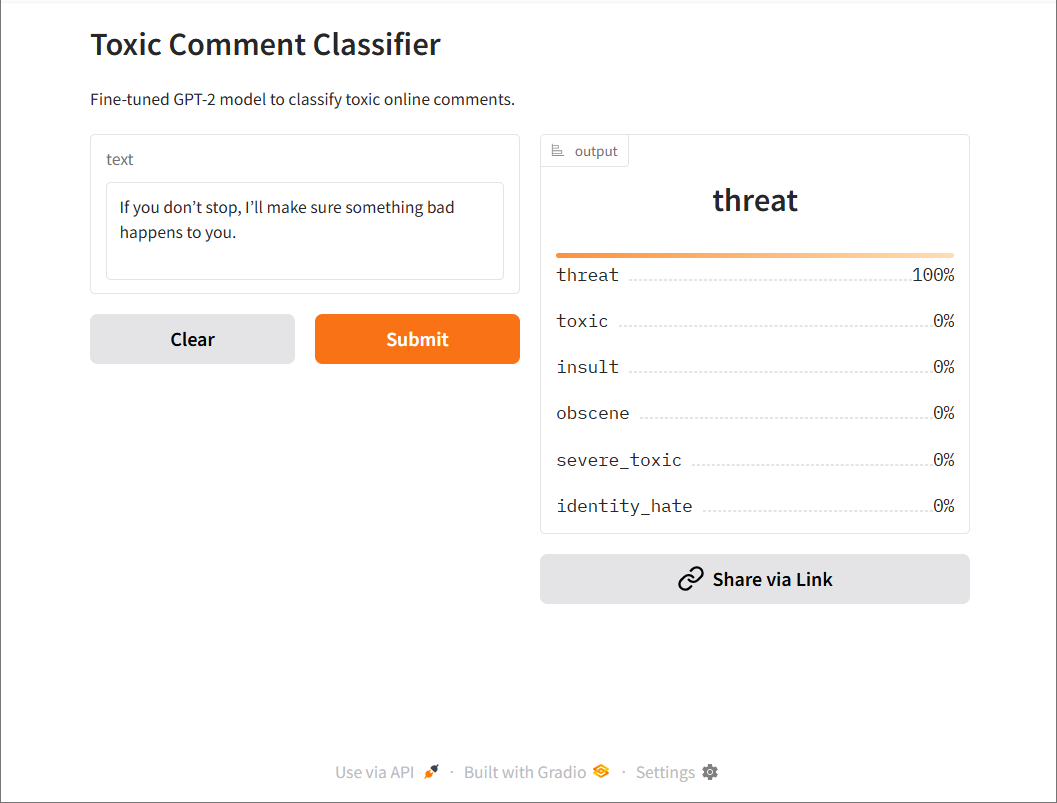 Toxic Comment Classifier
Fine-tuned GPT-2 model to classify toxic online comments.
text
If you don’t stop, I’ll make sure something bad
happens to you.
Clear
Submit
output
threat
threat 100%
toxic 0%
insult 0%
obscene 0%
severe_toxic 0%
identity_hate 0%
Share via Link
Use via API · Built with Gradio · Settings